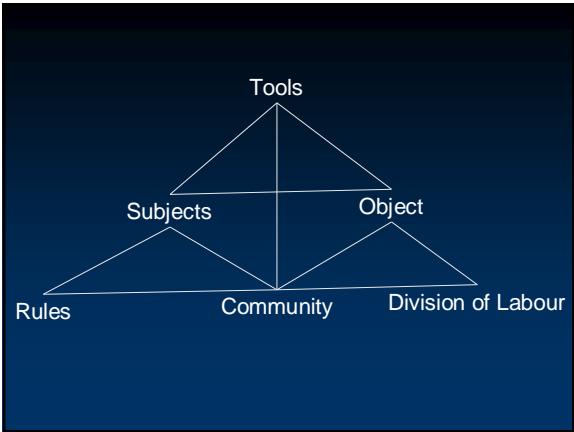 Tools
Subjects
Object
Rules
Community
Division of Labour